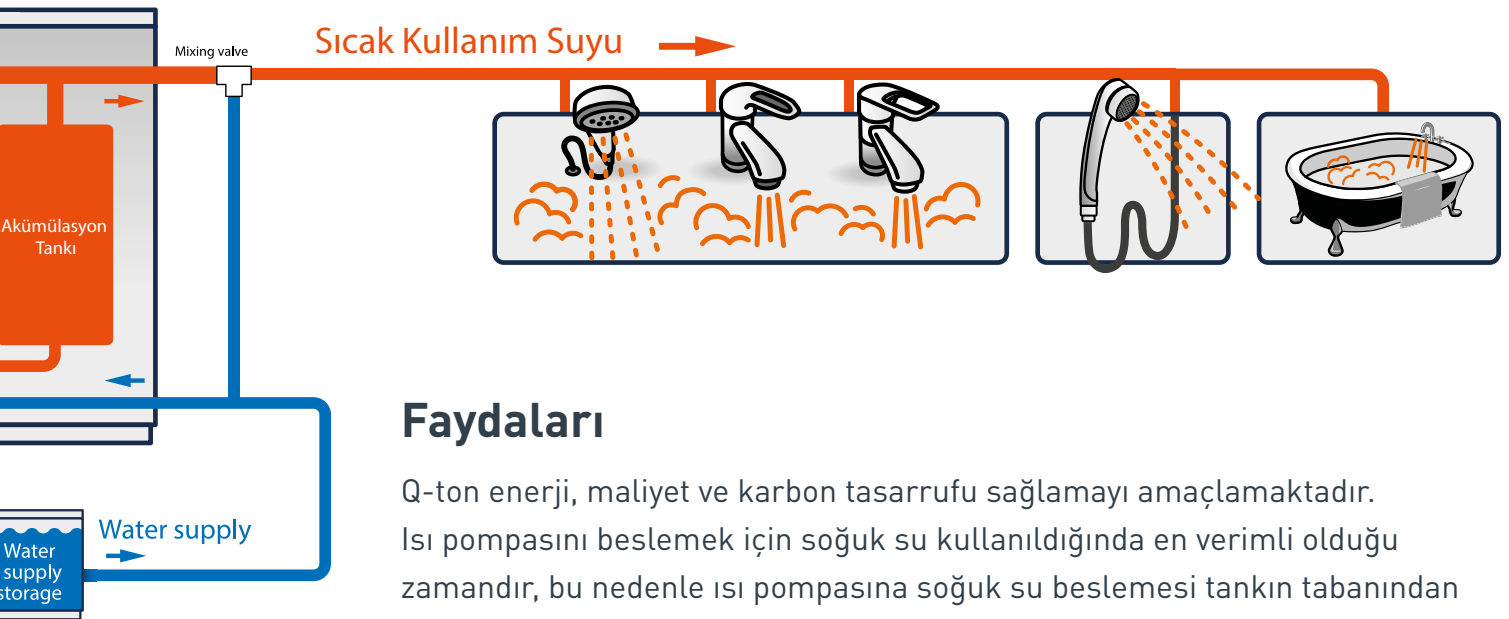 Mixing valve
Sıcak Kullanım Suyu
Akümülasyon
Tankı
Water supply
Water
supply
storage
Faydaları
Q-ton enerji, maliyet ve karbon tasarrufu sağlamayı amaçlamaktadır.
Isı pompasını beslemek için soğuk su kullanıldığında en verimli olduğu
zamandır, bu nedenle ısı pompasına soğuk su beslemesi tankın tabanından